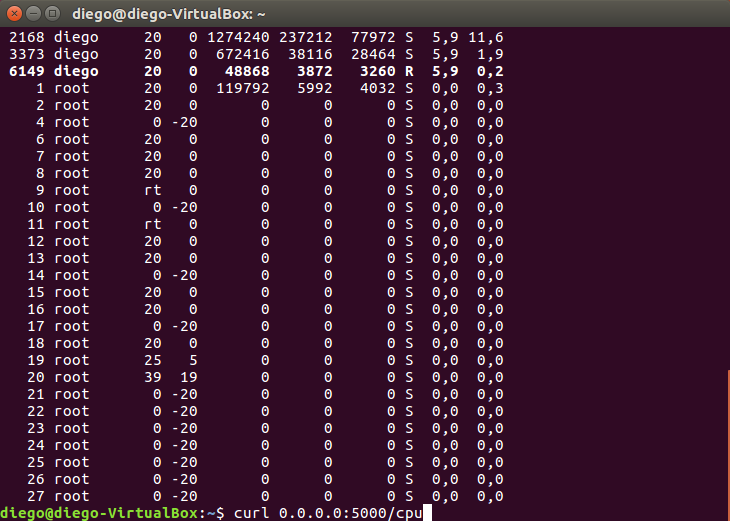 diego@diego-VirtualBox: ~
2168 diego 20 0 1274240 237212 77972 S 5,9 11,6
3373 diego 20 0 672416 38116 28464 S 5,9 1,9
6149 diego 20 0 48868 3872 3260 R 5,9 0,2
1 root 20 0 119792 5992 4032 S 0,0 0,3
2 root 20 0 0 0 0 S 0,0 0,0
4 root 0 -20 0 0 0 S 0,0 0,0
6 root 20 0 0 0 0 S 0,0 0,0
7 root 20 0 0 0 0 S 0,0 0,0
8 root 20 0 0 0 0 S 0,0 0,0
9 root rt 0 0 0 0 S 0,0 0,0
10 root 0 -20 0 0 0 S 0,0 0,0
11 root rt 0 0 0 0 S 0,0 0,0
12 root 20 0 0 0 0 S 0,0 0,0
13 root 20 0 0 0 0 S 0,0 0,0
14 root 0 -20 0 0 0 S 0,0 0,0
15 root 20 0 0 0 0 S 0,0 0,0
16 root 20 0 0 0 0 S 0,0 0,0
17 root 0 -20 0 0 0 S 0,0 0,0
18 root 20 0 0 0 0 S 0,0 0,0
19 root 25 5 0 0 0 S 0,0 0,0
20 root 39 19 0 0 0 S 0,0 0,0
21 root 0 -20 0 0 0 S 0,0 0,0
22 root 0 -20 0 0 0 S 0,0 0,0
23 root 0 -20 0 0 0 S 0,0 0,0
24 root 0 -20 0 0 0 S 0,0 0,0
25 root 0 -20 0 0 0 S 0,0 0,0
26 root 0 -20 0 0 0 S 0,0 0,0
27 root 0 -20 0 0 0 S 0,0 0,0
diego@diego-VirtualBox:~$ curl 0.0.0.0:5000/cpu